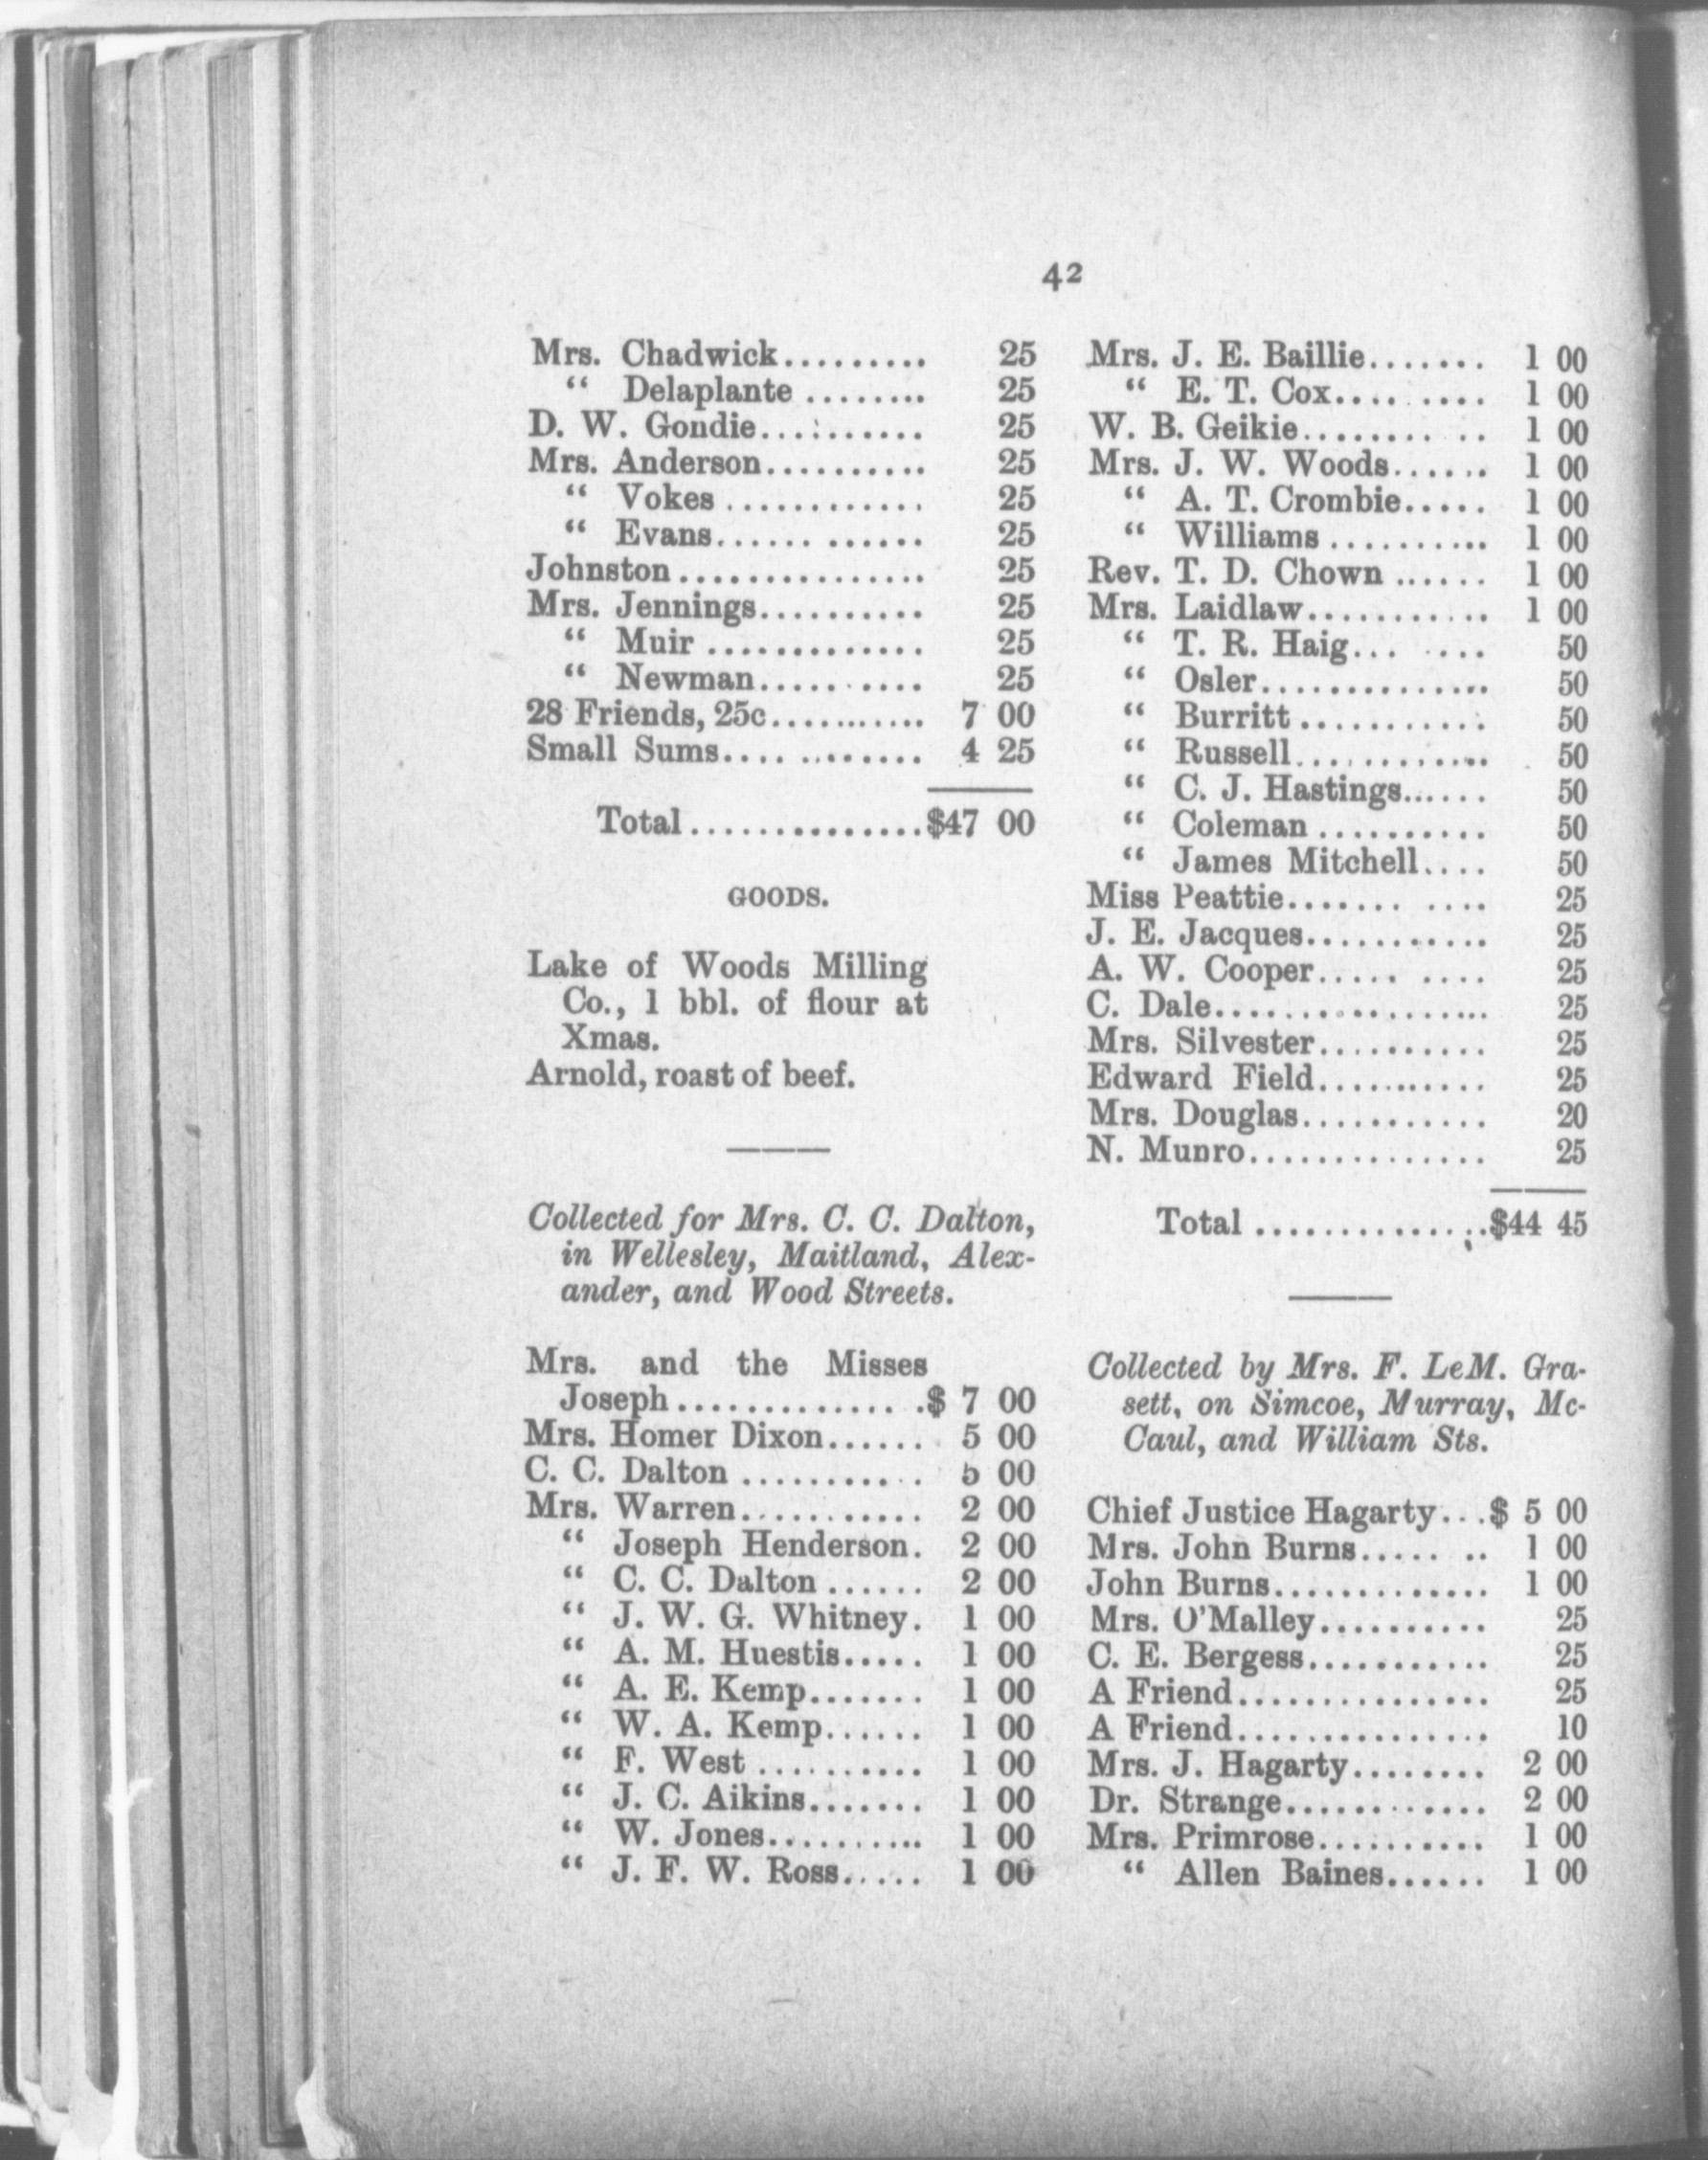 42
Mrs. Chadwick......... 25
“ Delaplante ........ 25
D. W. Gondie.......... 25
Mrs. Anderson.......... 25
“ Vokes ............ 25
“ Evans...... ...... 25
Johnston ............... 25
Mrs. Jennings.......... 25
“ Muir ............. 25
“ Newman.......... 25
28 Friends, 25c........... 7 00
Small Sums.... ........ 4 25
Total ..............$47 00
GOODS.
Lake of Woods Milling
Co., 1 bbl. of flour at
Xmas.
Arnold, roast of beef.
Collected for Mrs. C. C. Dalton,
in Wellesley, Maitland, Alex-
ander, and Wood Streets.
Mrs. and the Misses
Joseph ............. .$ 7 00
Mrs. Homer Dixon...... 5 00
C. C. Dalton ........... 5 00
Mrs. Warren........... 2 00
“ Joseph Henderson. 2 00
“ C. C. Dalton ...... 2 00
“ J. W. G. Whitney. 1 00
“ A. M. Huestis..... 1 00
“ A. E. Kemp....... 1 00
“ W. A. Kemp...... 1 00
“ F. West .......... 1 00
“ J. C. Aikins....... 1 00
“ W. Jones.......... 1 00
“ J. F. W. Ross..... 1 00
Mrs. J. E. Baillie....... 1 00
“ E. T. Cox.... .... 1 00
W. B. Geikie........ .. 1 00
Mrs. J. W. Woods...... 1 00
“ A. T. Crombie..... 1 00
“ Williams .......... 1 00
Rev. T. D. Chown ...... 1 00
Mrs. Laidlaw........... 1 00
“ T. R. Haig... .... 50
“ Osler.............. 50
“ Burritt ........... 50
“ Russell............ 50
“ C. J. Hastings...... 50
“ Coleman .......... 50
“ James Mitchell.... 50
Miss Peattie....... .... 25
J. E. Jacques........... 25
A. W. Cooper..... .... 25
C. Dale................. 25
Mrs. Silvester.......... 25
Edward Field.......... 25
Mrs. Douglas........... 20
N. Munro.............. 25
Total ..............$44 45
Collected by Mrs. F. LeM. Gra-
sett, on Simcoe, Murray, Mc-
Caul, and William Sts.
Chief Justice Hagarty...$ 5 00
Mrs. John Burns..... .. 1 00
John Burns............. 1 00
Mrs. O’Malley.......... 25
C. E. Bergess........... 25
A Friend............... 25
A Friend............... 10
Mrs. J. Hagarty........ 2 00
Dr. Strange............ 2 00
Mrs. Primrose.......... 1 00
“ Allen Baines...... 1 00